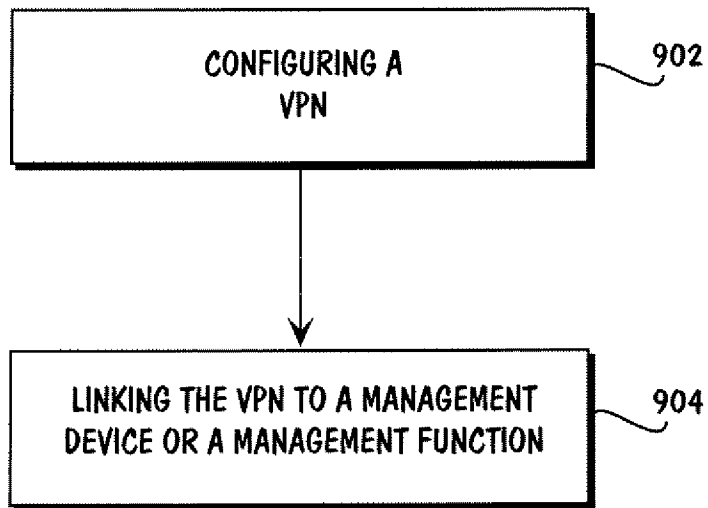 CONFIGURING A
VPN
902
LINKING THE VPN TO A MANAGEMENT
DEVICE OR A MANAGEMENT FUNCTION
904